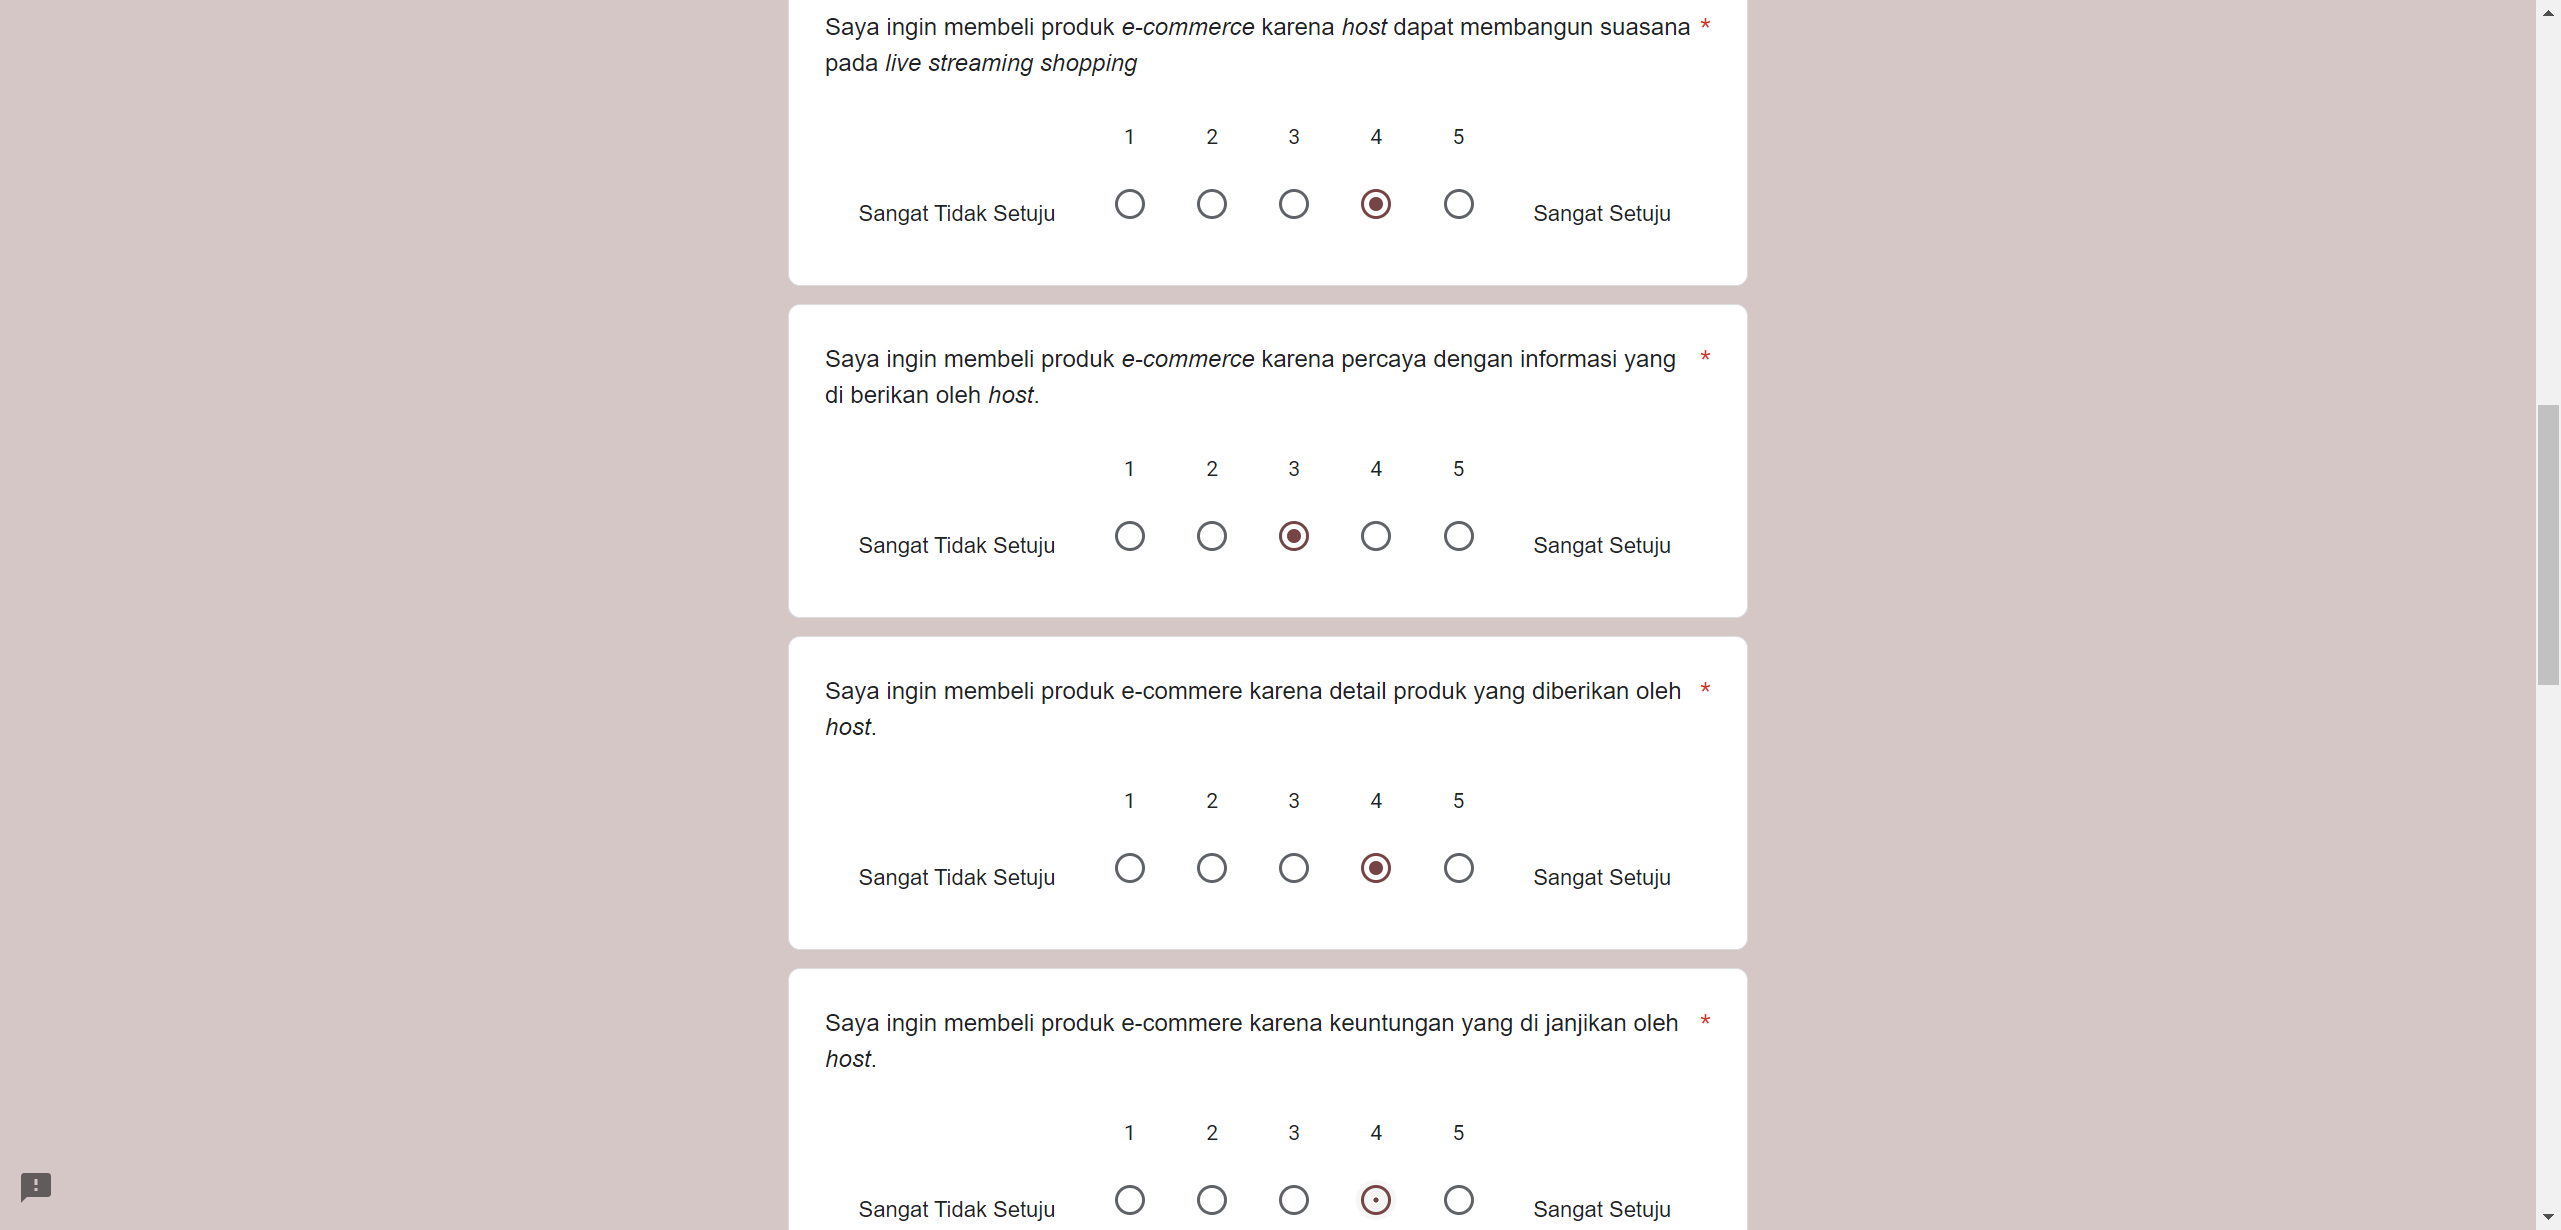 Saya ingin membeli produk e-commerce karena host dapat membangun suasana *
pada live streaming shopping
1 2 3 4 5
Sangat Tidak Setuju Sangat Setuju
Saya ingin membeli produk e-commerce karena percaya dengan informasi yang *
di berikan oleh host.
1 2 3 4 5
Sangat Tidak Setuju Sangat Setuju
Saya ingin membeli produk e-commere karena detail produk yang diberikan oleh *
host.
1 2 3 4 5
Sangat Tidak Setuju Sangat Setuju
Saya ingin membeli produk e-commere karena keuntungan yang di janjikan oleh *
host.
1 2 3 4 5
Sangat Tidak Setuju Sangat Setuju